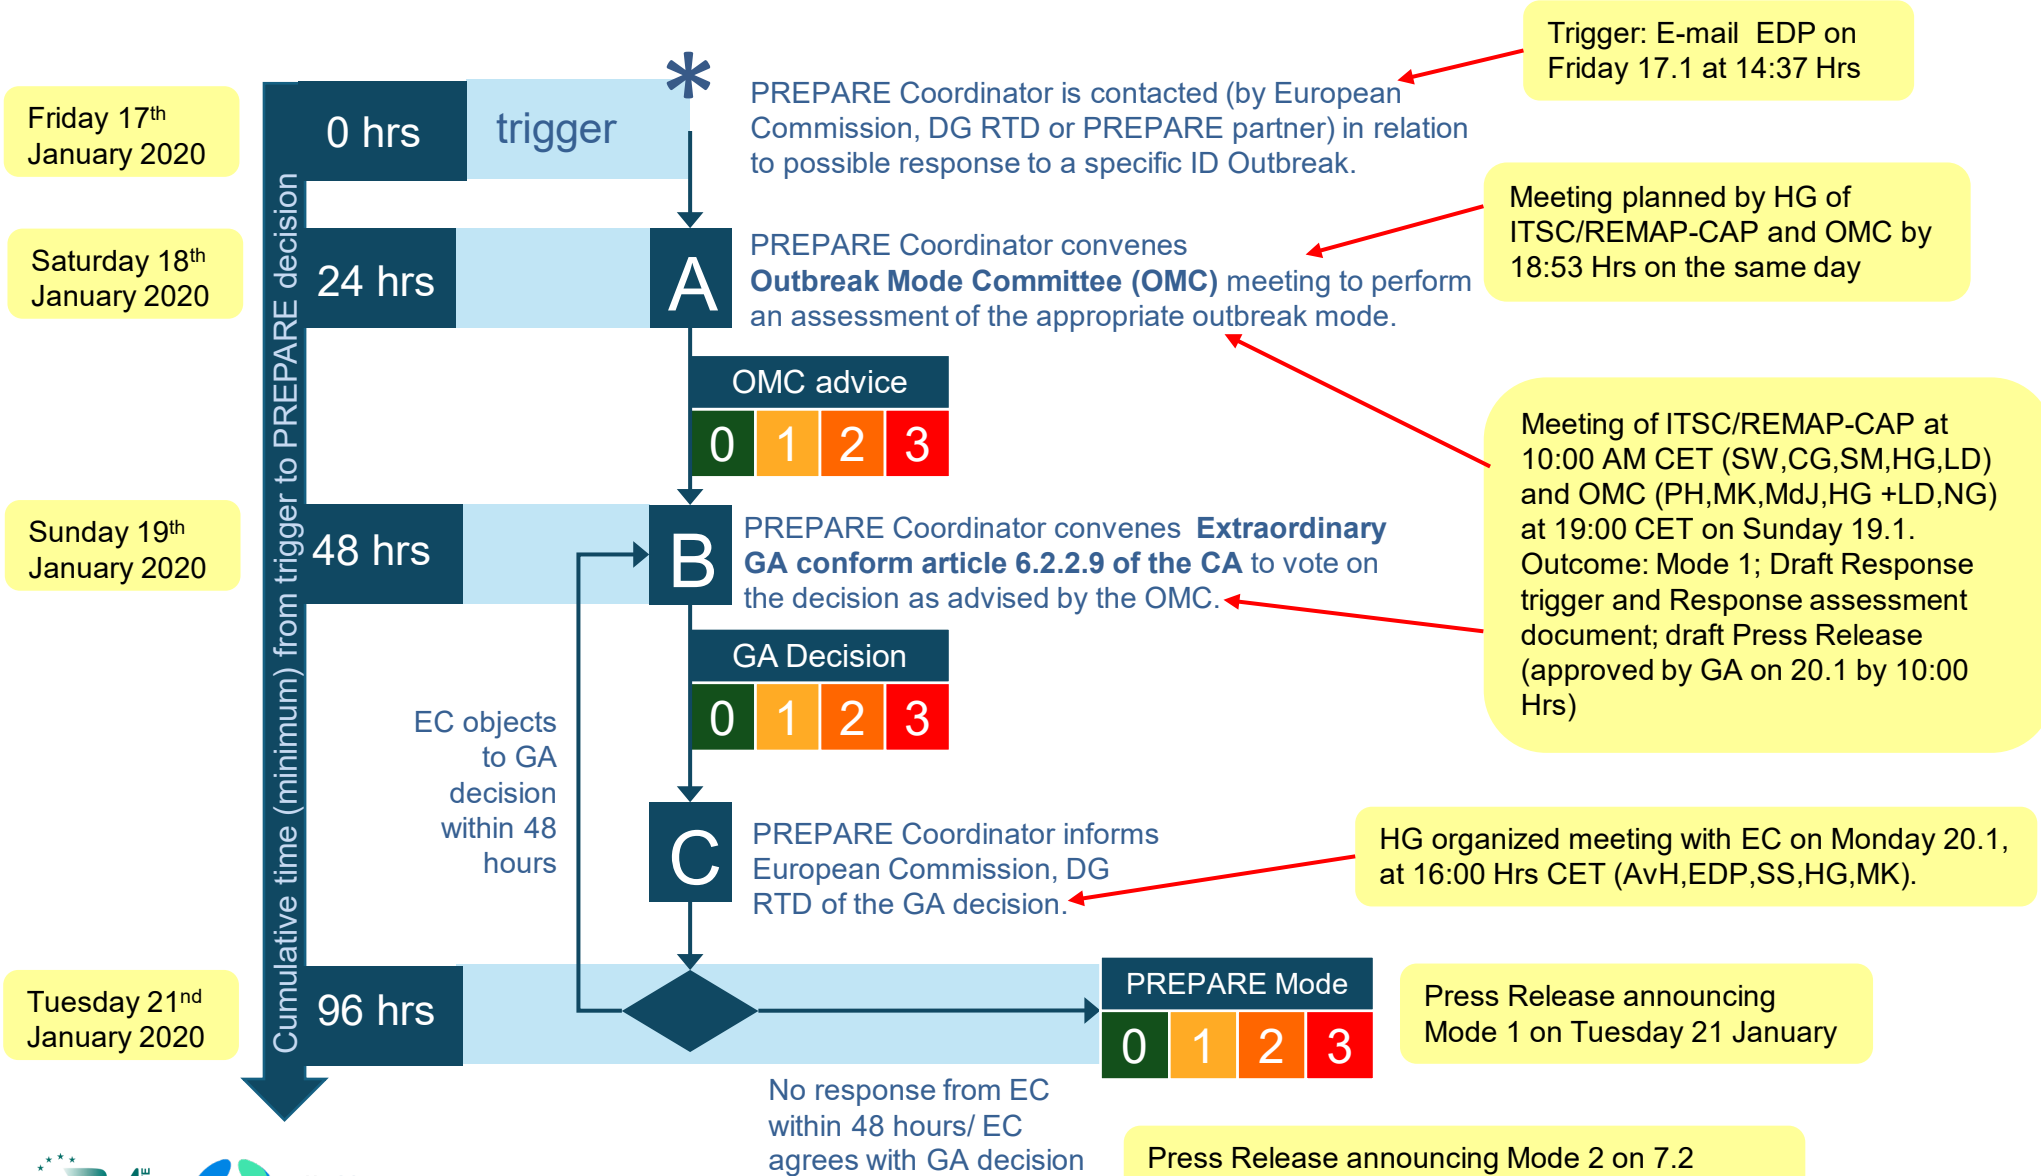 Trigger: E-mail EDP on
Friday 17.1 at 14:37 Hrs
Friday 17th
January 2020
0 hrs
trigger
*
PREPARE Coordinator is contacted (by European
Commission, DG RTD or PREPARE partner) in relation
to possible response to a specific ID Outbreak.
Meeting planned by HG of
ITSC/REMAP-CAP and OMC by
18:53 Hrs on the same day
Saturday 18th
January 2020
24 hrs
A
PREPARE Coordinator convenes
Outbreak Mode Committee (OMC) meeting to perform
an assessment of the appropriate outbreak mode.
OMC advice
0 1 2 3
Meeting of ITSC/REMAP-CAP at
10:00 AM CET (SW,CG,SM,HG,LD)
and OMC (PH,MK,MdJ,HG +LD,NG)
at 19:00 CET on Sunday 19.1.
Outcome: Mode 1; Draft Response
trigger and Response assessment
document; draft Press Release
(approved by GA on 20.1 by 10:00
Hrs)
Sunday 19th
January 2020
48 hrs
B
PREPARE Coordinator convenes Extraordinary
GA conform article 6.2.2.9 of the CA to vote on
the decision as advised by the OMC.
GA Decision
0 1 2 3
EC objects
to GA
decision
within 48
hours
C
PREPARE Coordinator informs
European Commission, DG
RTD of the GA decision.
HG organized meeting with EC on Monday 20.1,
at 16:00 Hrs CET (AvH,EDP,SS,HG,MK).
Cumulative time (minimum) from trigger to PREPARE decision
Tuesday 21nd
January 2020
96 hrs
PREPARE Mode
0 1 2 3
Press Release announcing
Mode 1 on Tuesday 21 January
No response from EC
within 48 hours/ EC
agrees with GA decision
Press Release announcing Mode 2 on 7.2